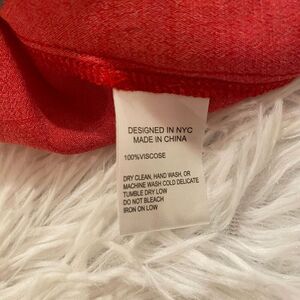 DESIGNED IN NYC
MADE IN CHINA
100%VISCOSE
DRY CLEAN, HAND WASH, OR
MACHINE WASH COLD DELICATE
TUMBLE DRY LOW
DO NOT BLEACH
IRON ON LOW